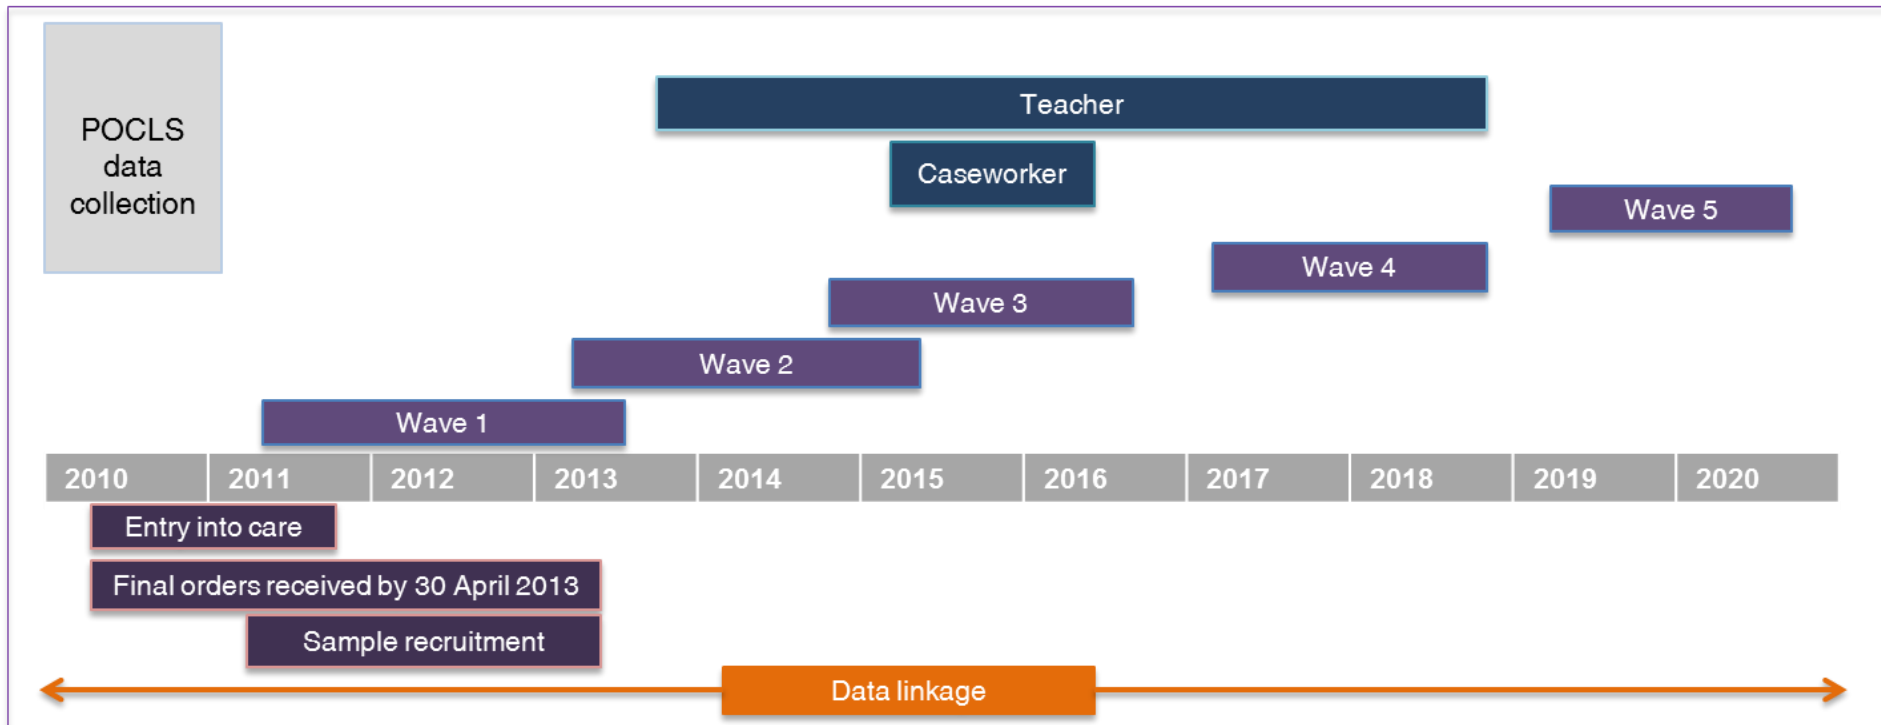 POCLS
data
collection
Teacher
Caseworker
Wave 5
Wave 4
Wave 3
Wave 2
Wave 1
2010 2011 2012 2013 2014 2015 2016 2017 2018 2019 2020
Entry into care
Final orders received by 30 April 2013
Sample recruitment
Data linkage